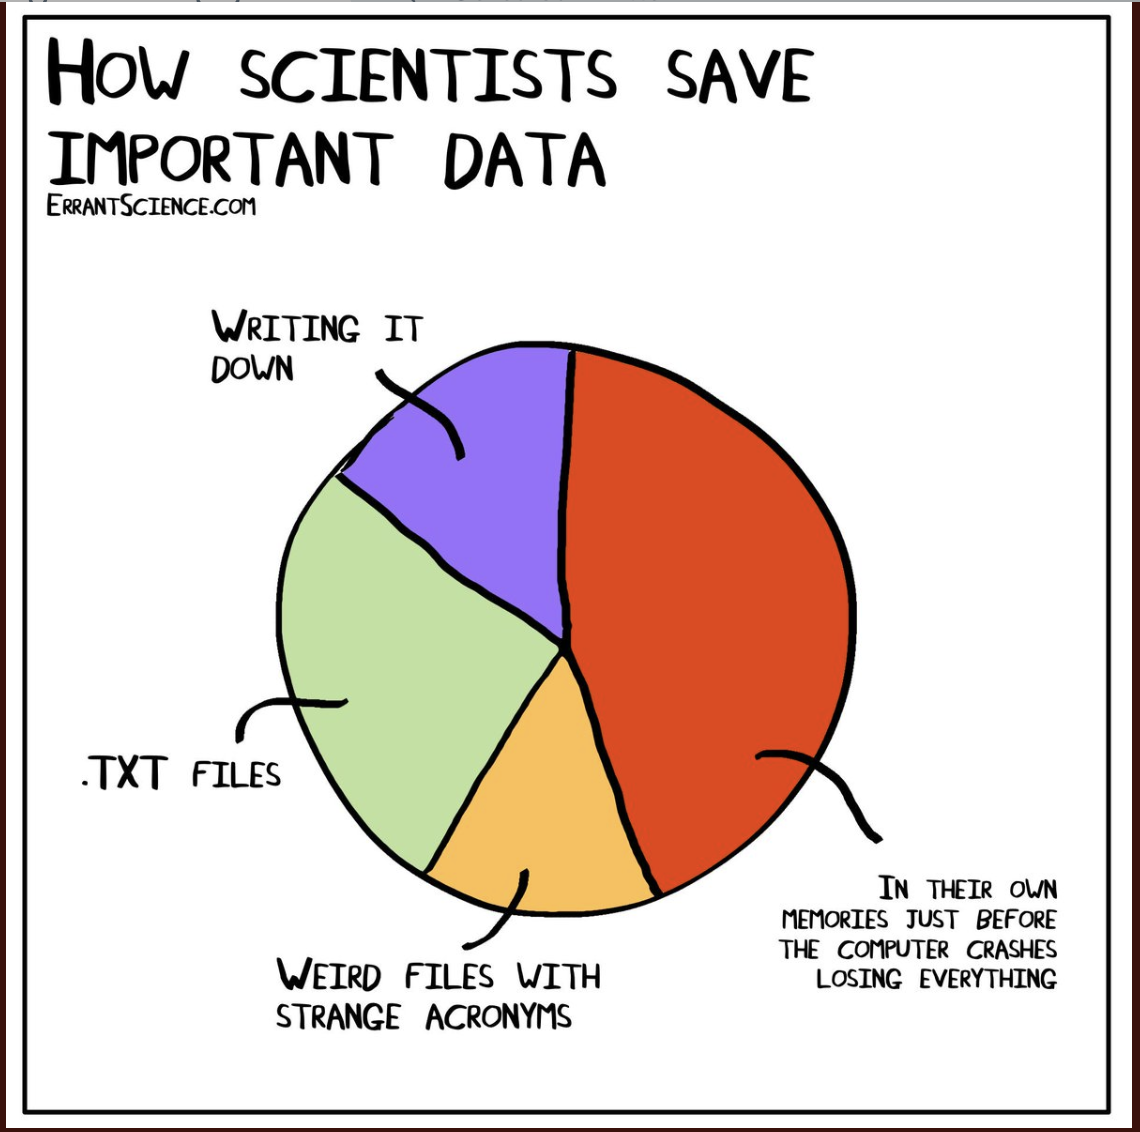 How scientists save
important data
ErrantScience.com
Writing it
down
.TXT files
Weird files with
strange acronyms
In their own
memories just before
the computer crashes
losing everything